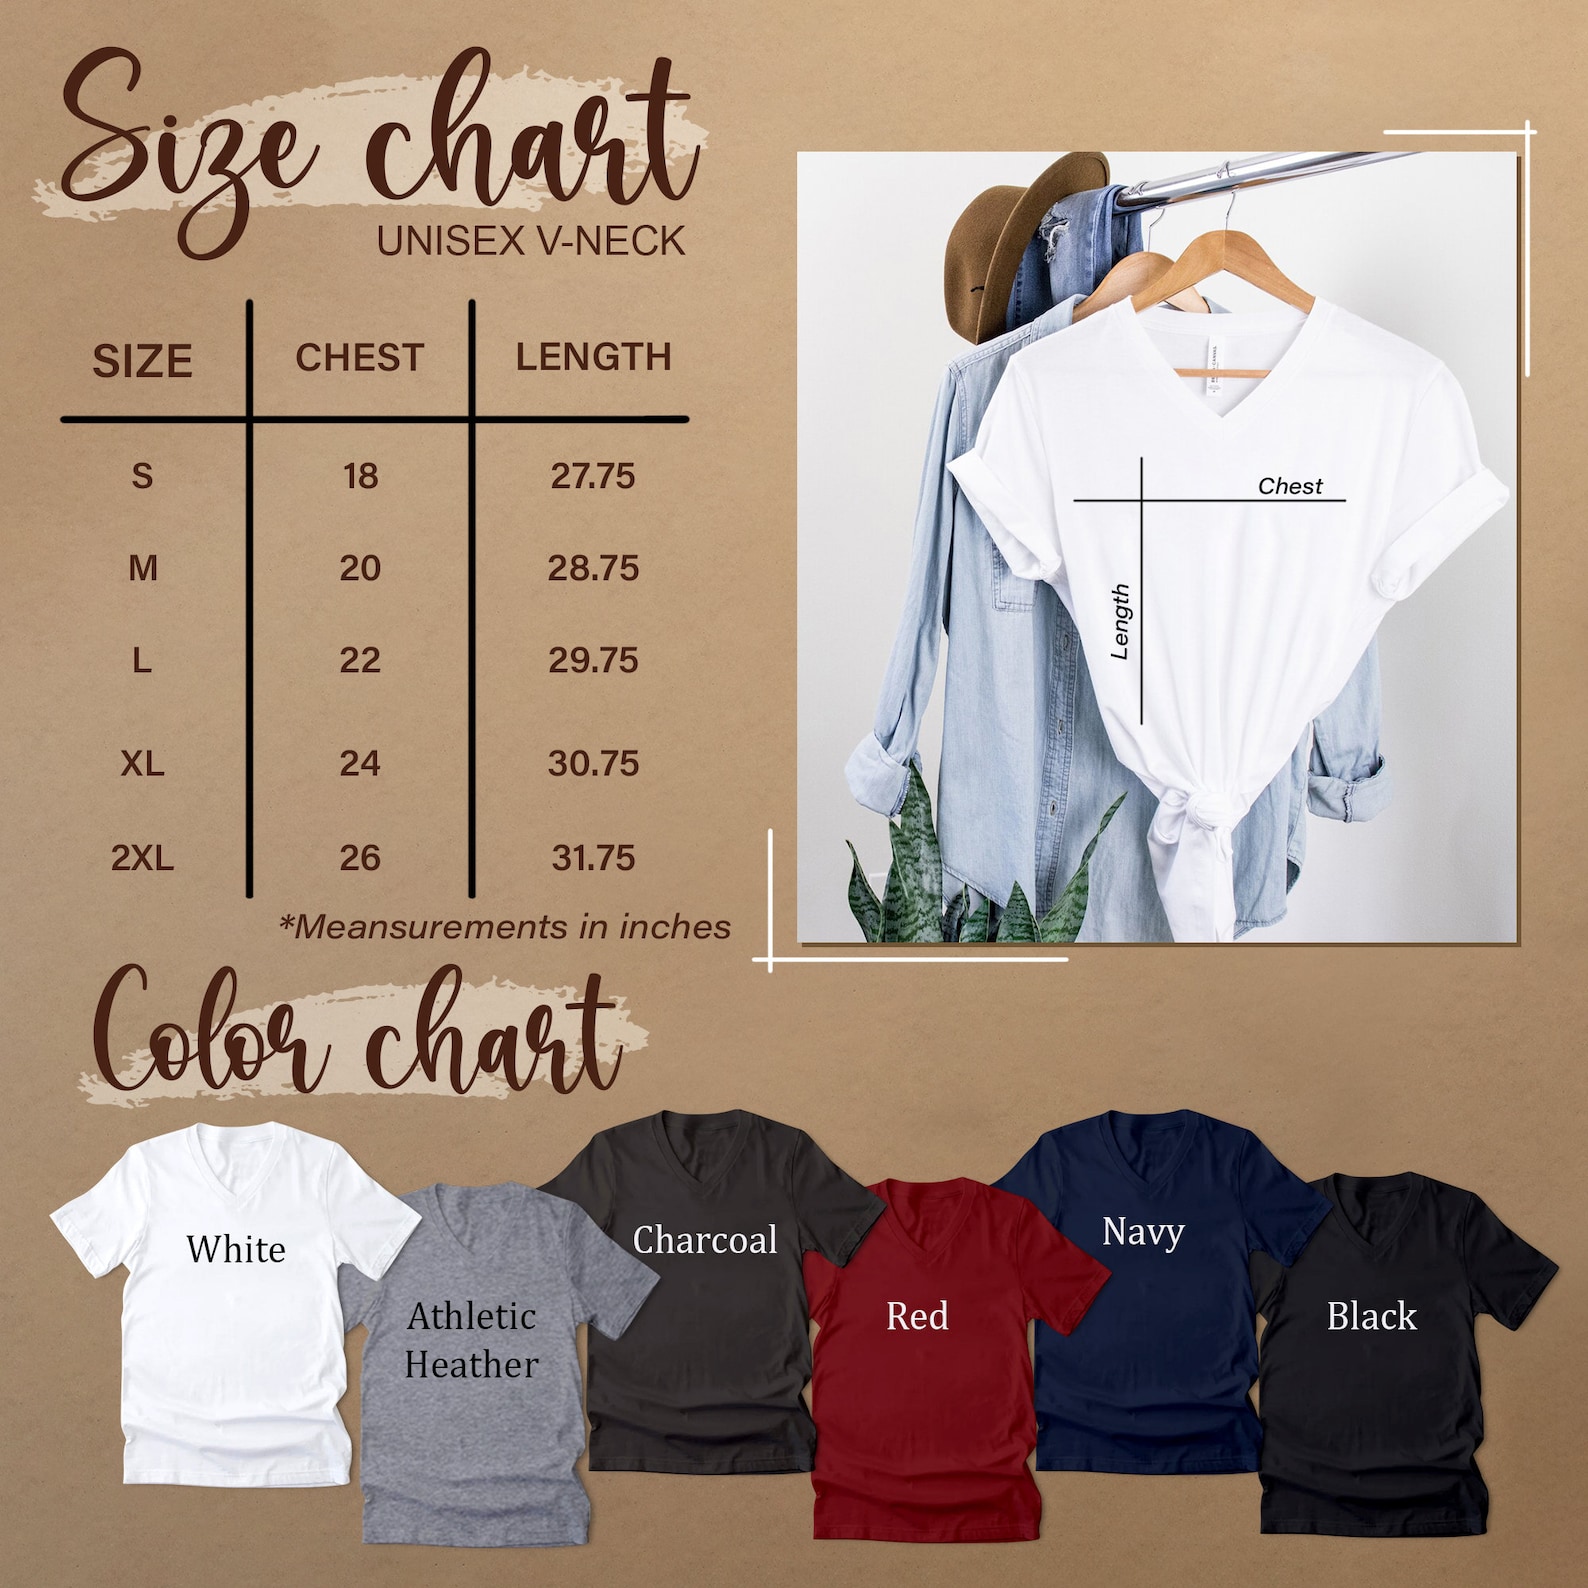 Size chart
UNISEX V-NECK
SIZE CHEST LENGTH
S 18 27.75
M 20 28.75
L 22 29.75
XL 24 30.75
2XL 26 31.75
*Meansurements in inches
Chest
Length
Color chart
White
Athletic
Heather
Charcoal
Red
Navy
Black